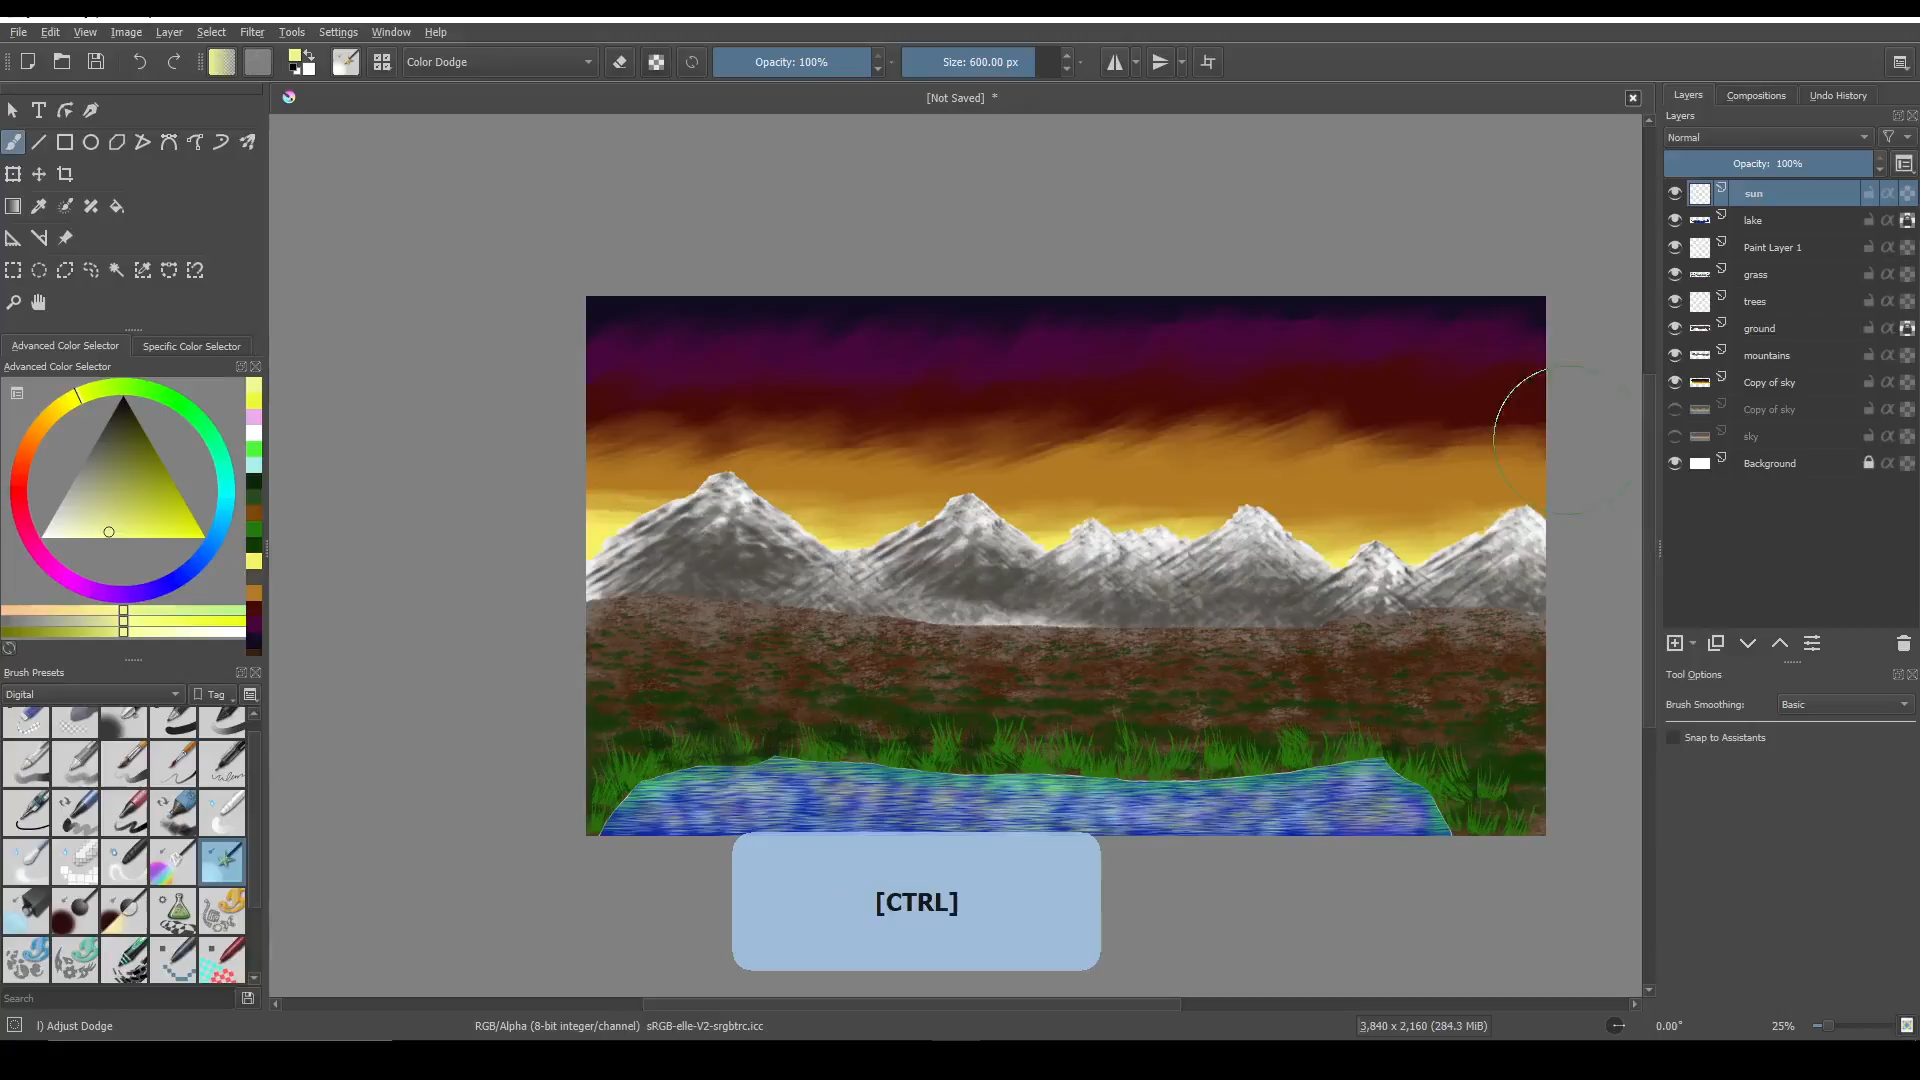 File Edit View Image Layer Select Filter Tools Settings Window Help
Color Dodge
Opacity: 100%
Size: 600.00 px
[Not Saved] *
Layers Compositions Undo History
Layers
Normal
Opacity: 100%
sun
lake
Paint Layer 1
grass
trees
ground
mountains
Copy of sky
Copy of sky
sky
Background
Tool Options
Brush Smoothing: Basic
Snap to Assistants
Advanced Color Selector Specific Color Selector
Advanced Color Selector
Brush Presets
Digital Tag
Search
[CTRL]
l) Adjust Dodge
RGB/Alpha (8-bit integer/channel) sRGB-elle-V2-srgbtrc.icc
3,840 x 2,160 (284.3 MiB)
0.00°
25%